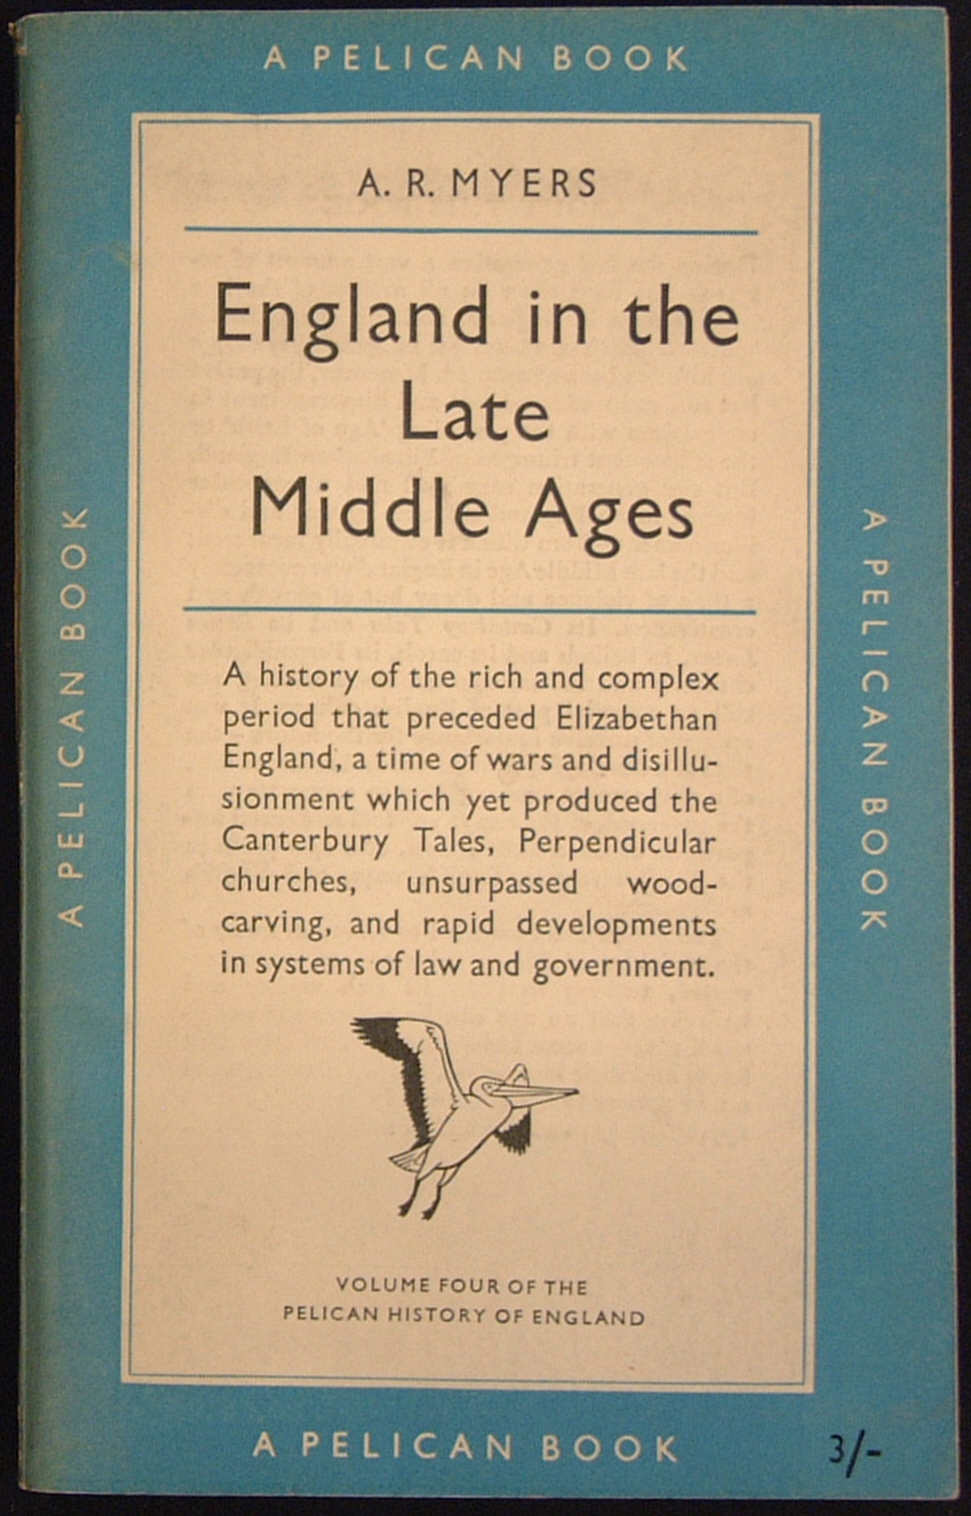 A PELICAN BOOK
A. R. MYERS
England in the
Late
Middle Ages
A history of the rich and complex
period that preceded Elizabethan
England, a time of wars and disillu-
sionment which yet produced the
Canterbury Tales, Perpendicular
churches, unsurpassed wood-
carving, and rapid developments
in systems of law and government.
VOLUME FOUR OF THE
PELICAN HISTORY OF ENGLAND
A PELICAN BOOK
A PELICAN BOOK
A PELICAN BOOK
3/-